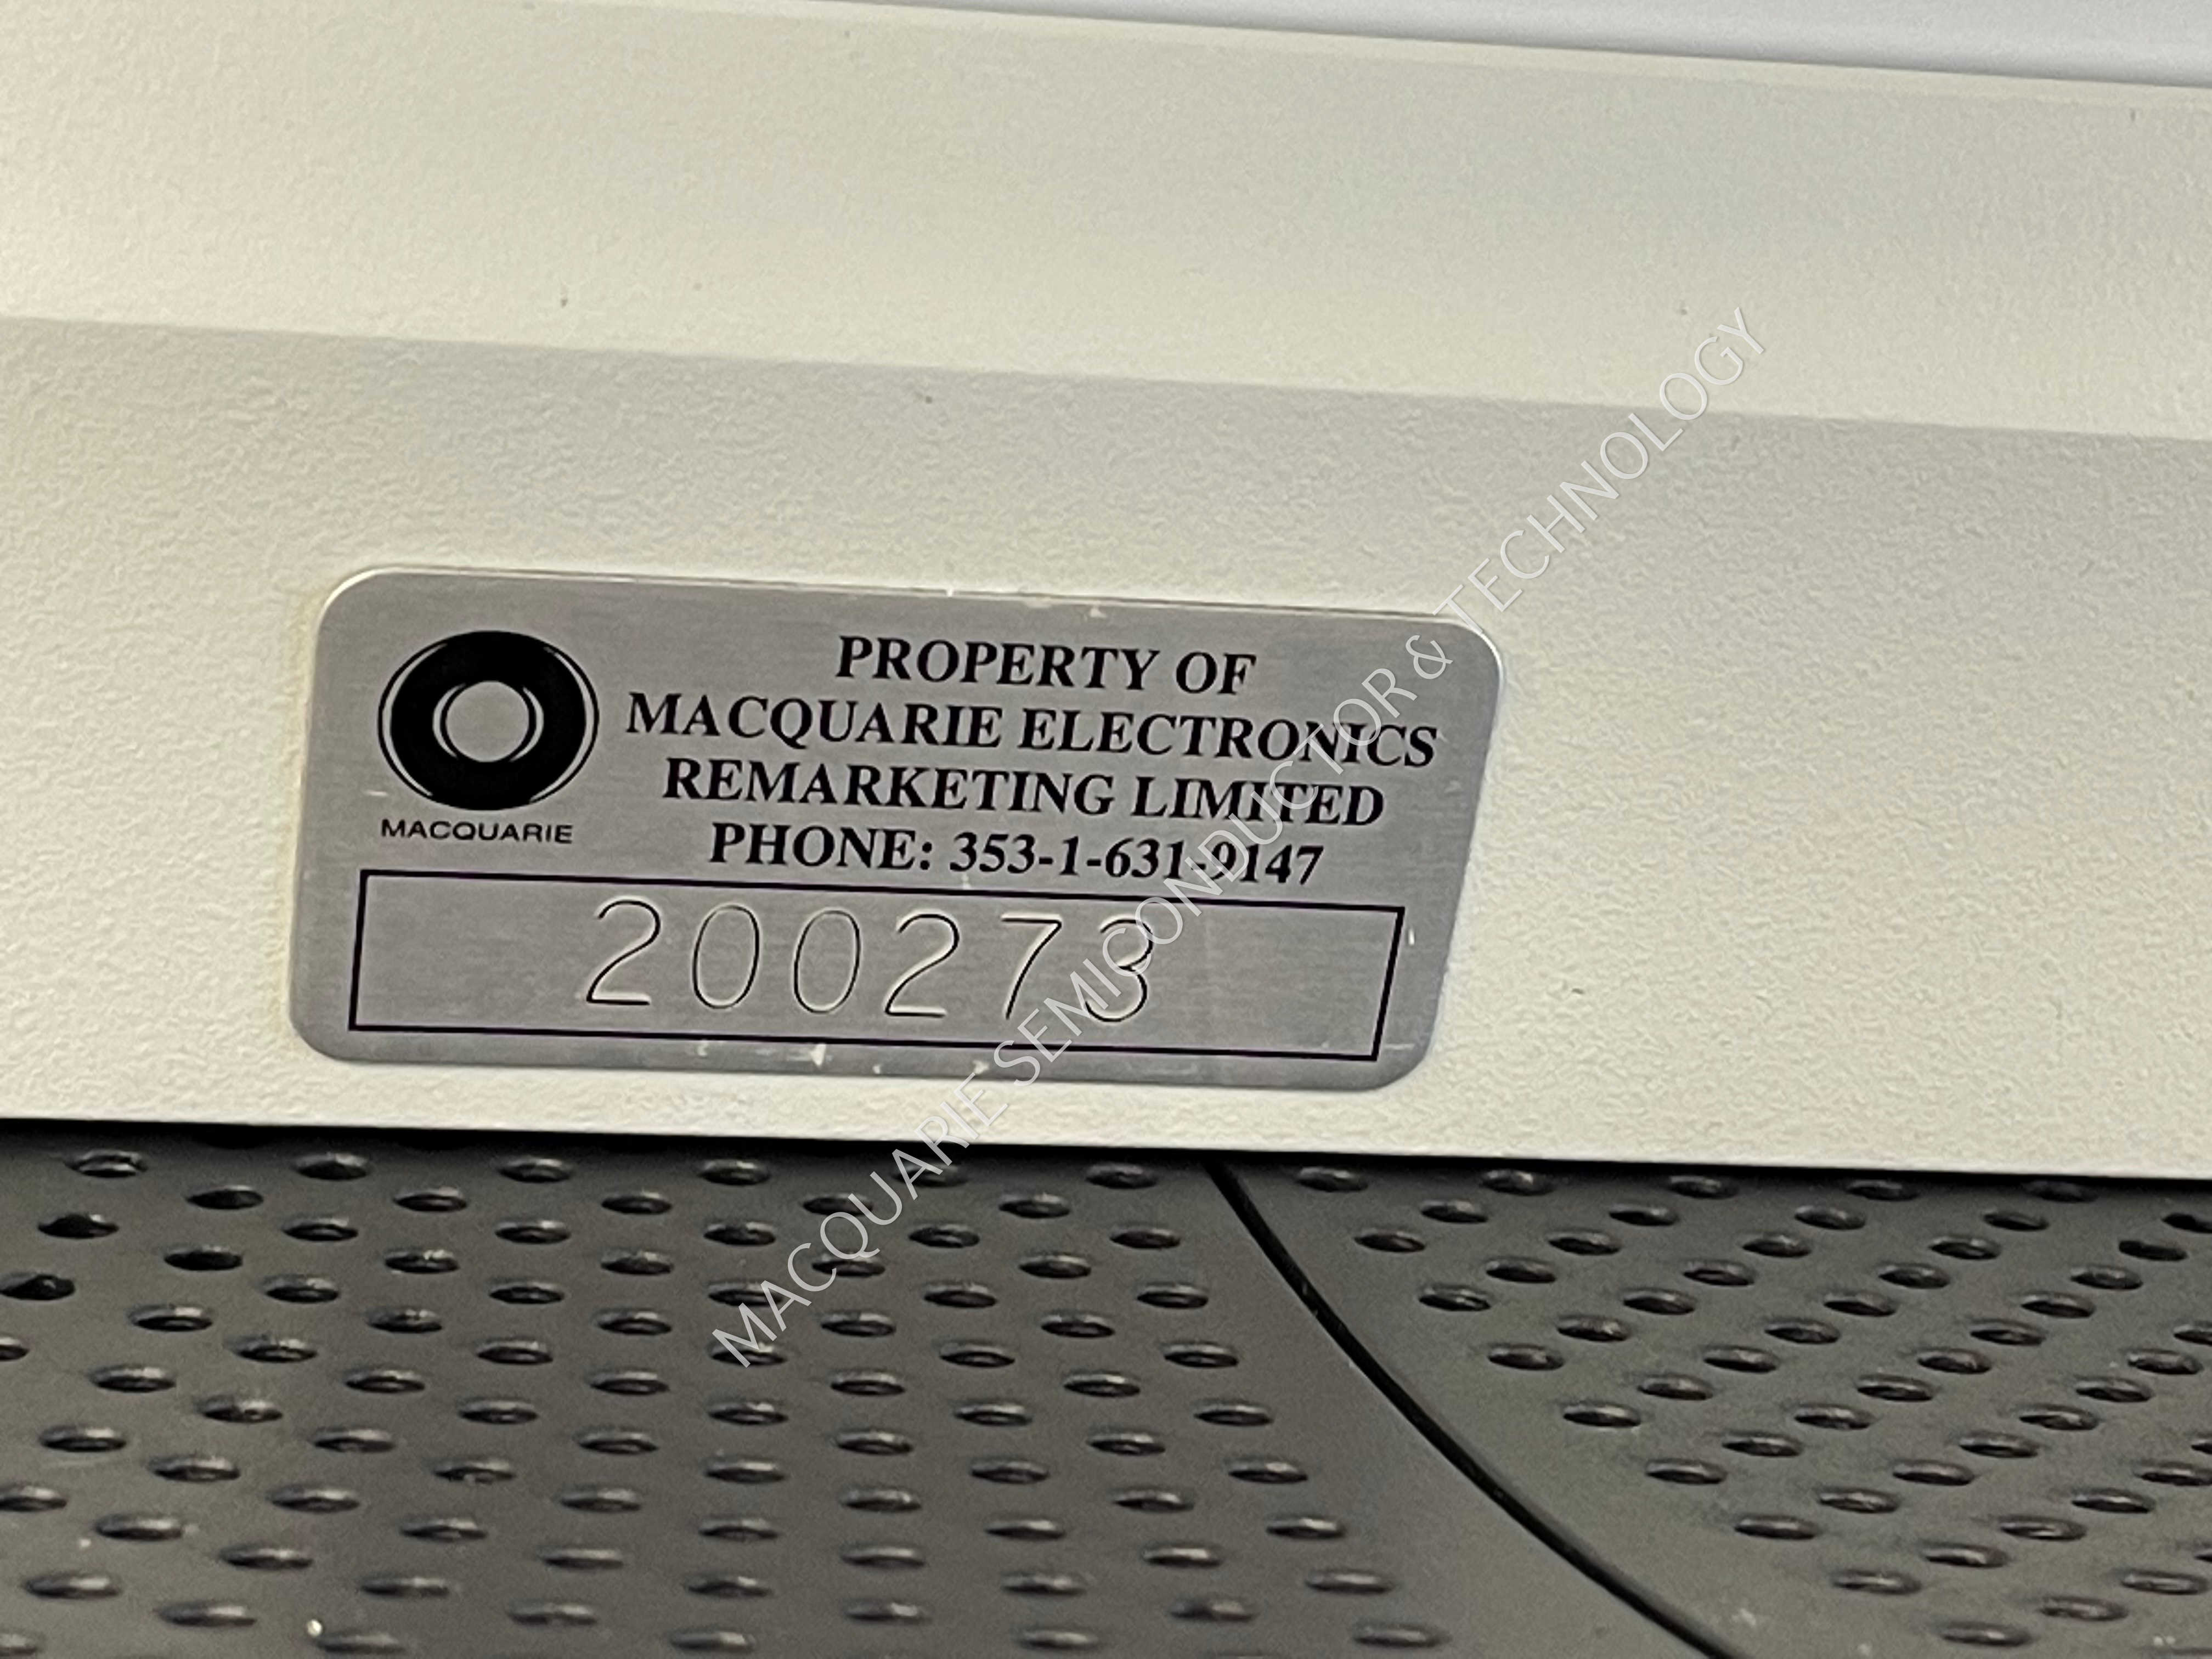 PROPERTY OF
MACQUARIE ELECTRONICS
REMARKETING LIMITED
PHONE: 353-1-631-9147
MACQUARIE
200273
MACQUARIE SEMICONDUCTOR & TECHNOLOGY